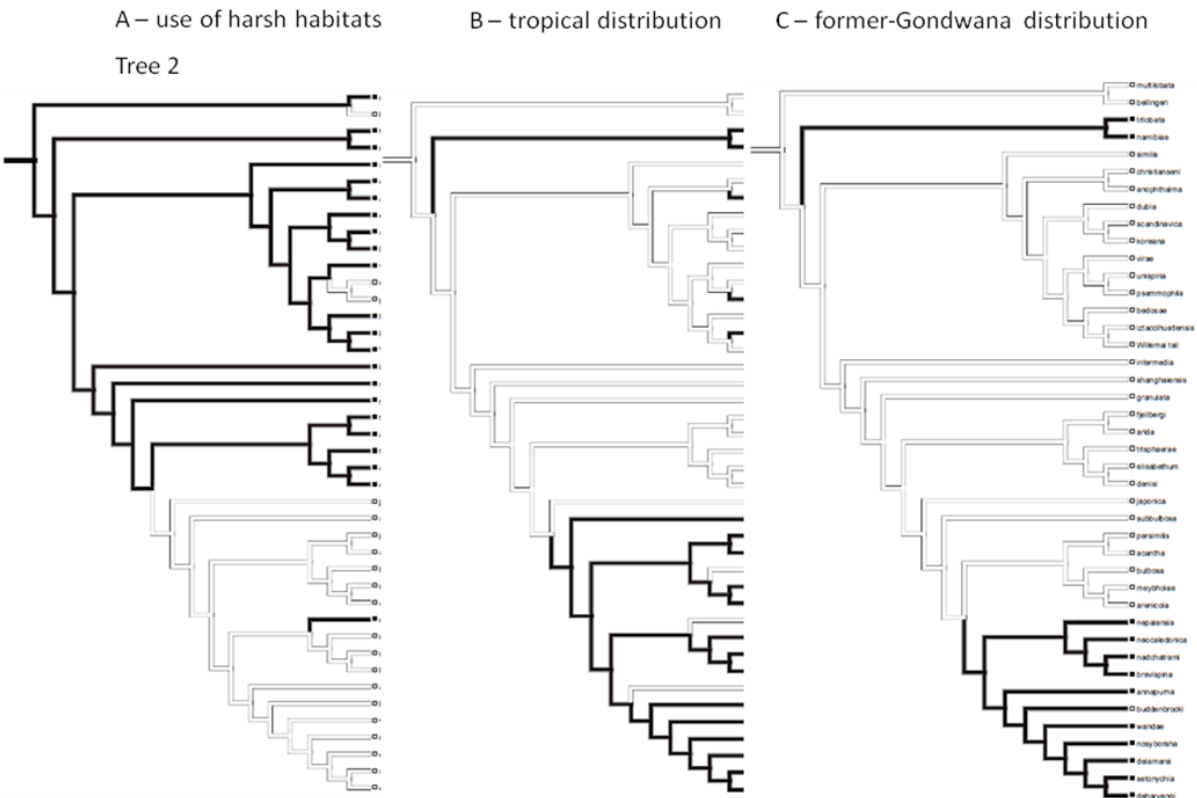 A – use of harsh habitats
B – tropical distribution
C – former-Gondwana distribution
Tree 2
multilobata
bellingeri
trilobata
namibiae
similis
christianseni
anophthalma
dubia
scandinavica
koreana
virae
unispina
psammophila
bedosae
iztaccihuatlensis
Willemia tali
intermedia
shanghaiensis
granulata
fjellbergi
arida
trisphaerae
elisabethum
denisi
japonica
subbulbosa
persimilis
acantha
bulbosa
meybholae
arenicola
nepalensis
neocaledonica
nadchatrami
brevispina
annapurna
buddenbrocki
wandae
nosyboraha
delamarei
setonychia
deharvengi